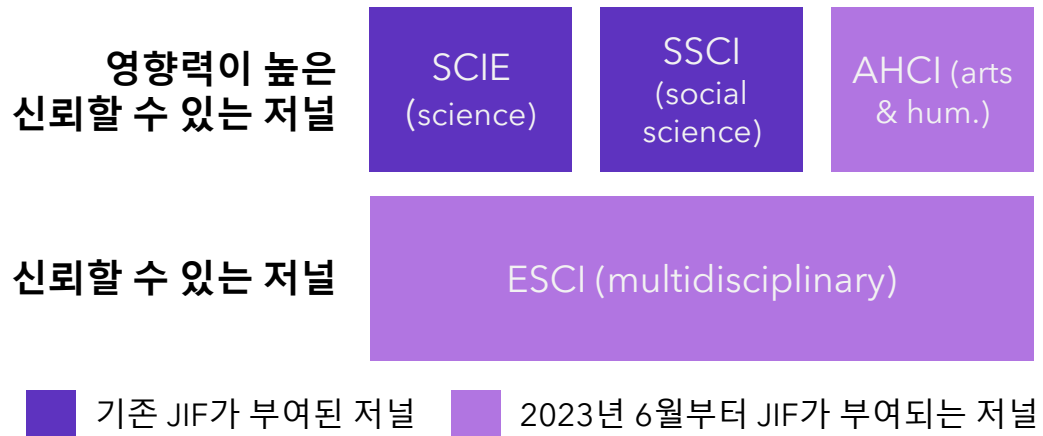 영향력이 높은
신뢰할 수 있는 저널
SCIE
(science)
SSCI
(social
science)
AHCI (arts
& hum.)
신뢰할 수 있는 저널
ESCI (multidisciplinary)
기존 JIF가 부여된 저널
2023년 6월부터 JIF가 부여되는 저널